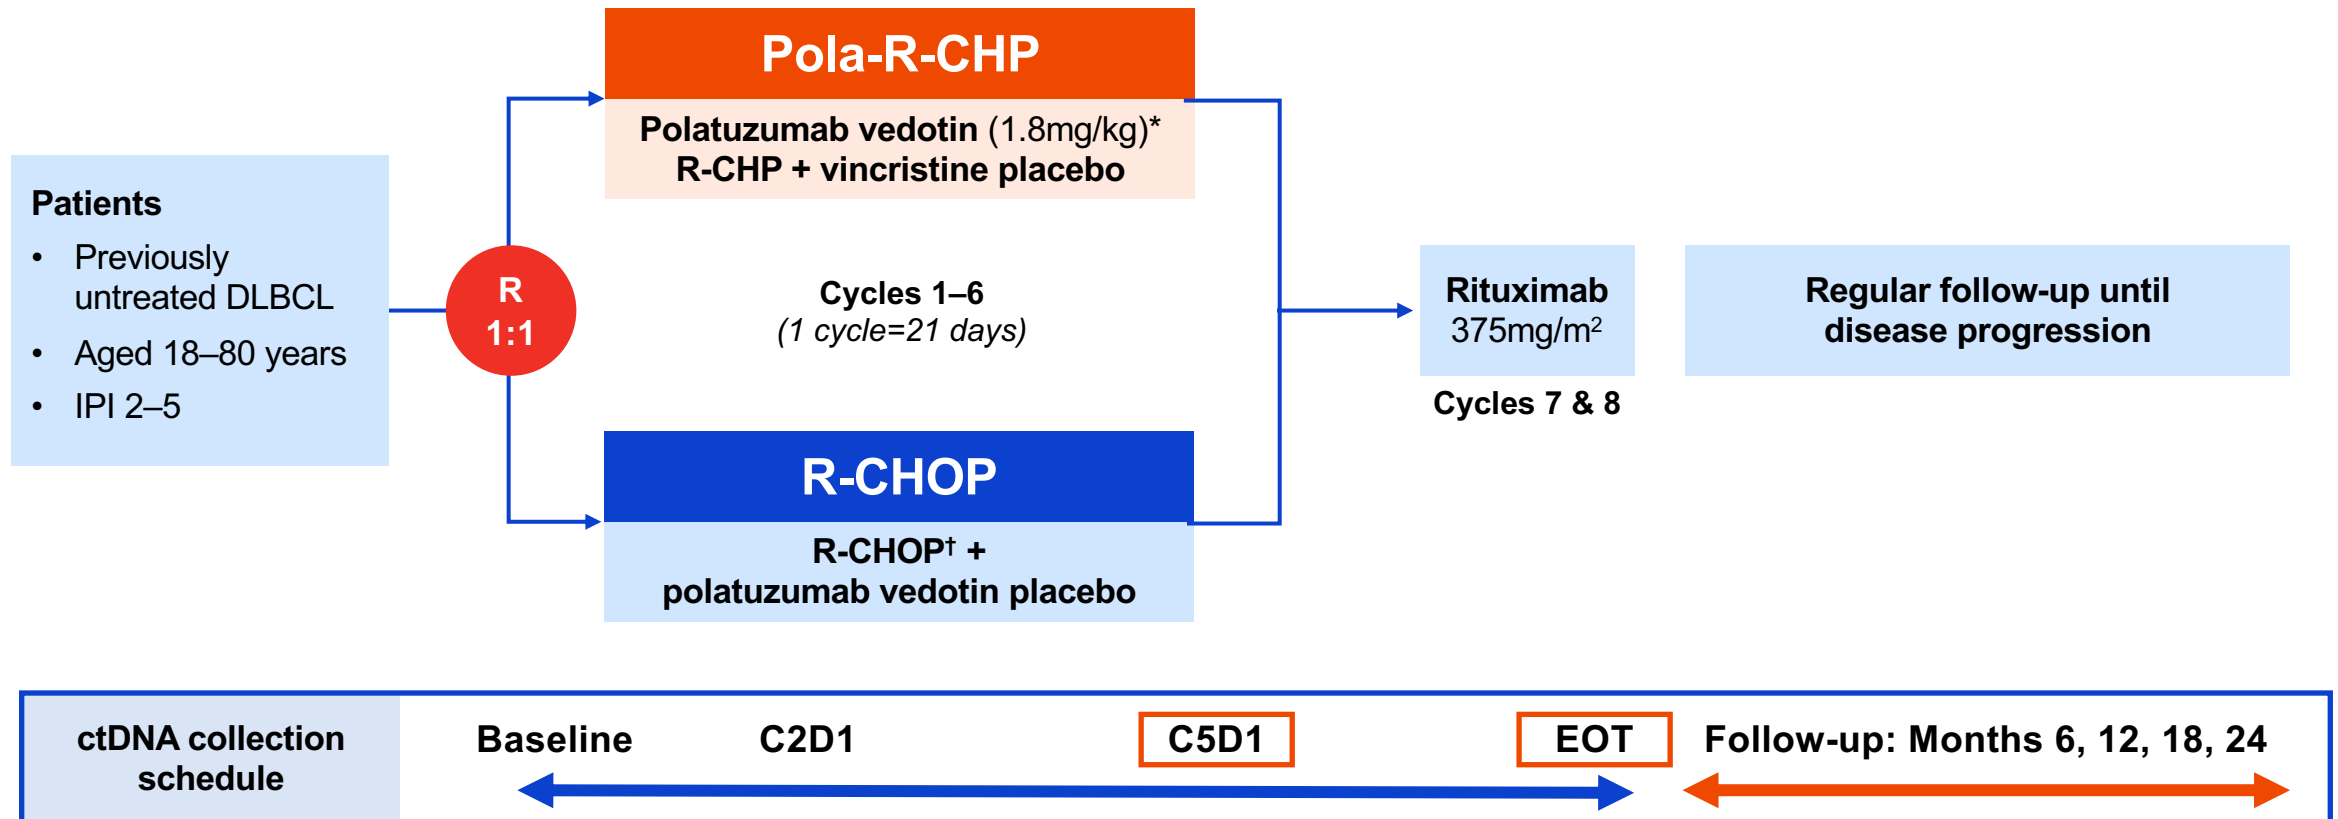 Pola-R-CHP
Polatuzumab vedotin (1.8mg/kg)*
R-CHP + vincristine placebo
Patients
• Previously
untreated DLBCL
• Aged 18–80 years
• IPI 2–5
R
1:1
Cycles 1–6
(1 cycle=21 days)
Rituximab
375mg/m²
Cycles 7 & 8
Regular follow-up until
disease progression
R-CHOP
R-CHOP† +
polatuzumab vedotin placebo
ctDNA collection
schedule
Baseline
C2D1
C5D1
EOT
Follow-up: Months 6, 12, 18, 24